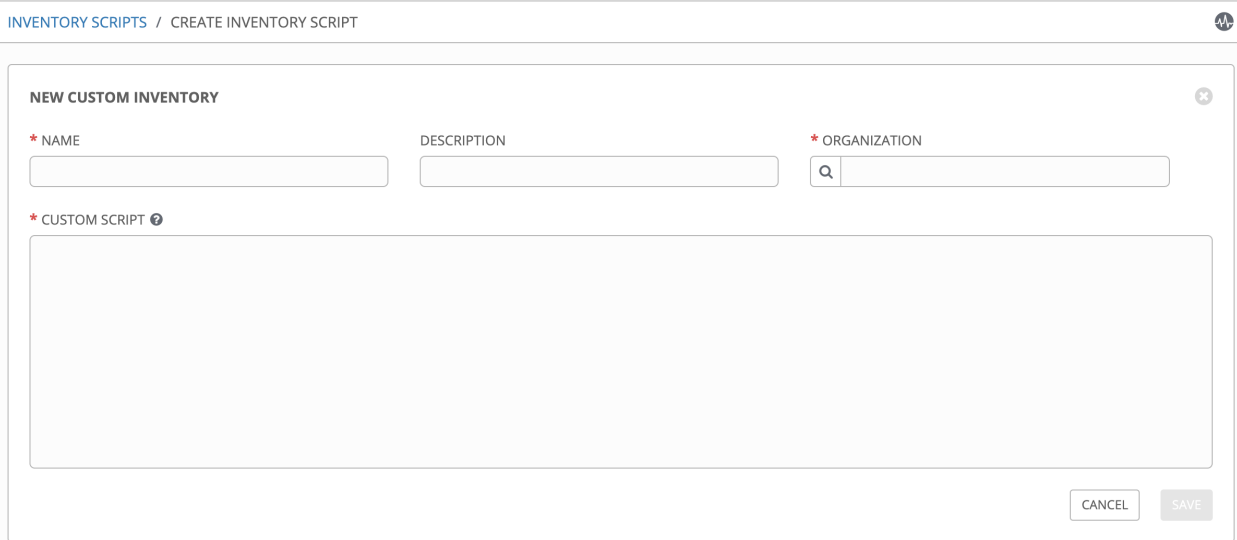 INVENTORY SCRIPTS / CREATE INVENTORY SCRIPT
NEW CUSTOM INVENTORY
* NAME
DESCRIPTION
* ORGANIZATION
* CUSTOM SCRIPT
CANCEL
SAVE